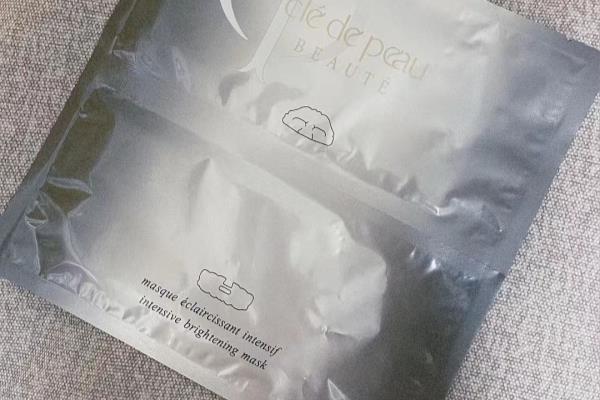 clé de peau
BEAUTÉ
masque éclaircissant intensif
intensive brightening mask